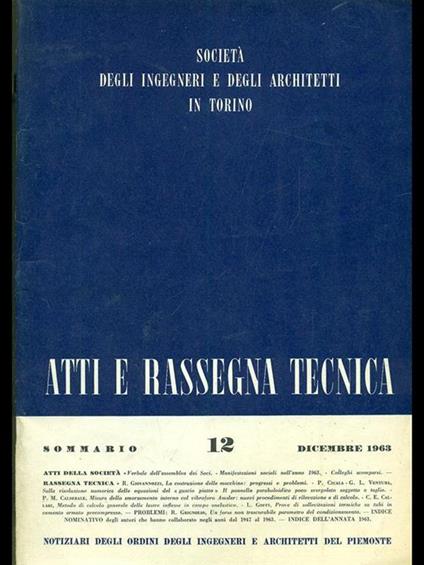 SOCIETÀ
DEGLI INGEGNERI E DEGLI ARCHITETTI
IN TORINO
ATTI E RASSEGNA TECNICA
SOMMARIO 12 DICEMBRE 1963
ATTI DELLA SOCIETÀ - Verbale dell'assemblea dei Soci. - Manifestazioni sociali nell'anno 1963. - Colleghi scomparsi. —
RASSEGNA TECNICA - R. GIOVANNOZZI, La costruzione delle macchine: progressi e problemi. - P. CICALA - G. L. VENTURA,
Sulla risoluzione numerica delle equazioni del «guscio piatto». Il pannello paraboloidico poco svergolato soggetto a taglio. -
P. M. CALDERALE, Misura dello smorzamento interno col vibroforo Amsler: nuovi procedimenti di rilevazione e di calcolo. - C. E. CAL-
LARI, Metodo di calcolo generale delle lastre inflesse in campo anelastico. - L. GOFFI, Prove di sollecitazioni termiche su tubi in
cemento armato precompresso. — PROBLEMI: R. GRIGNOLIO, Un forse non trascurabile parametro del condizionamento. — INDICE
NOMINATIVO degli autori che hanno collaborato negli anni dal 1947 al 1963. — INDICE DELL'ANNATA 1963.
NOTIZIARI DEGLI ORDINI DEGLI INGEGNERI E ARCHITETTI DEL PIEMONTE